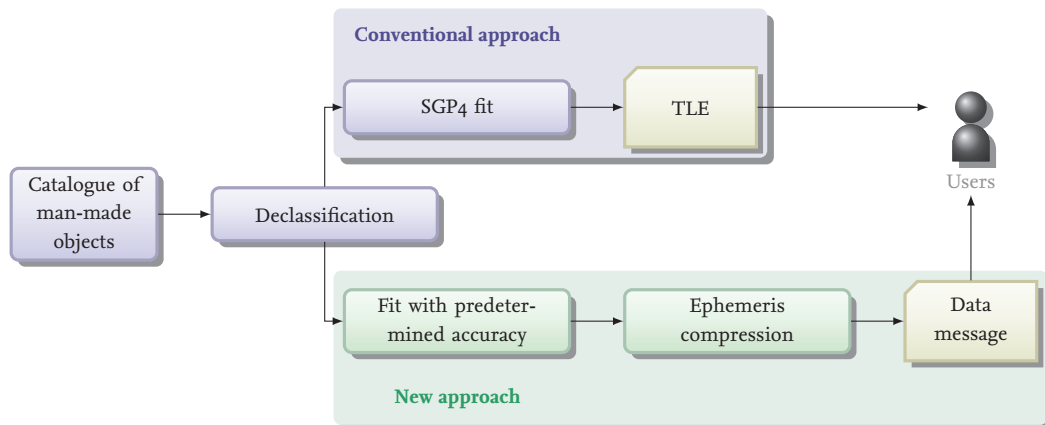 Conventional approach
SGP4 fit
TLE
Catalogue of
man-made
objects
Declassification
Users
Fit with predeter-
mined accuracy
Ephemeris
compression
Data
message
New approach